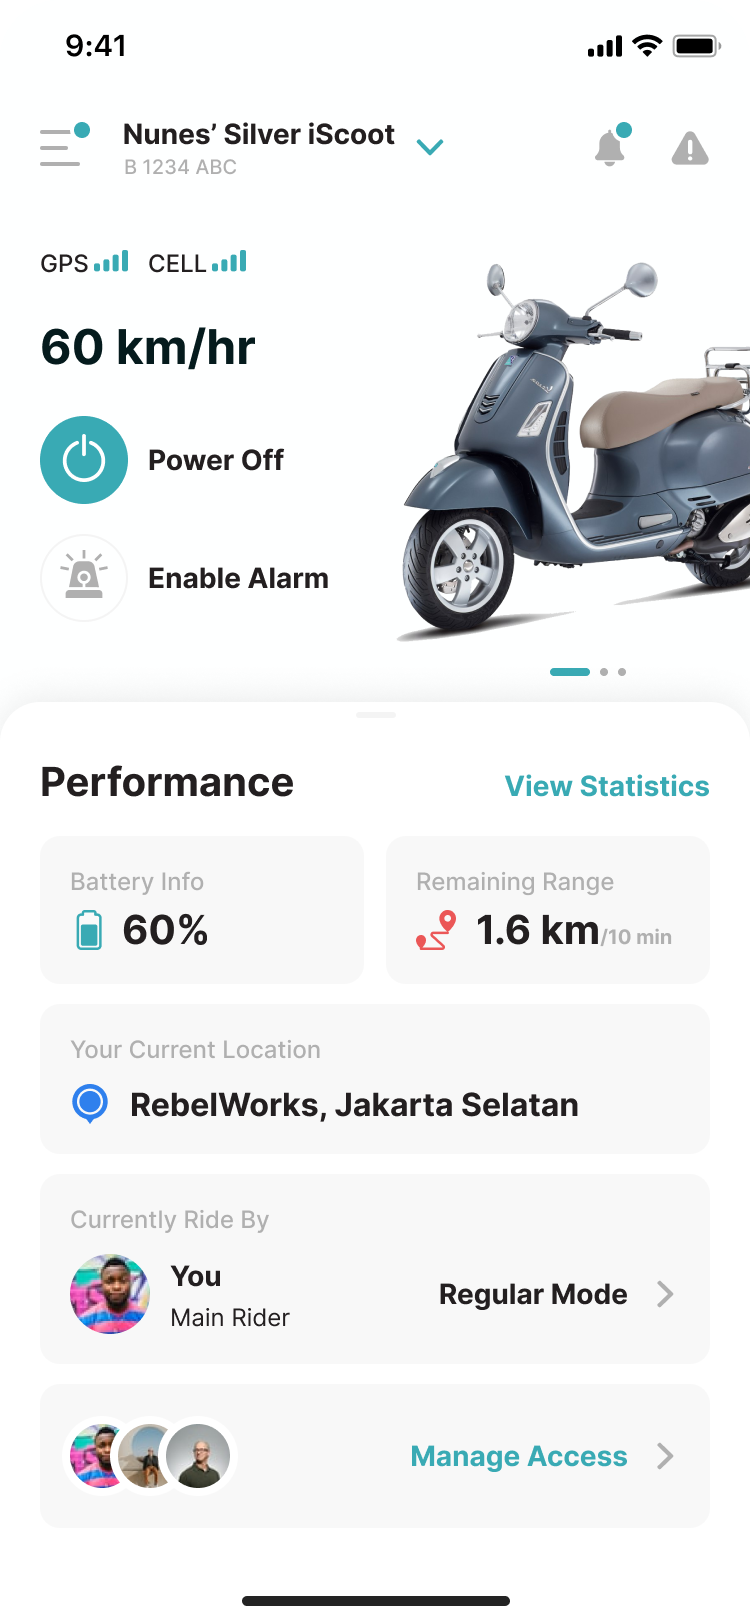 9:41
Nunes’ Silver iScoot
B 1234 ABC
GPS CELL
60 km/hr
Power Off
Enable Alarm
Performance
View Statistics
Battery Info
60%
Remaining Range
1.6 km/10 min
Your Current Location
RebelWorks, Jakarta Selatan
Currently Ride By
You
Main Rider
Regular Mode
Manage Access